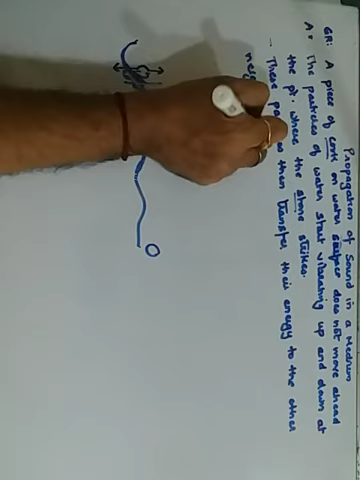 Propagation of Sound in a Medium
GR: A piece of cork on water surface does not move ahead
A: The particles of water start vibrating up and down at
the pt. where the stone strikes.
→ These then transfer their energy to the other